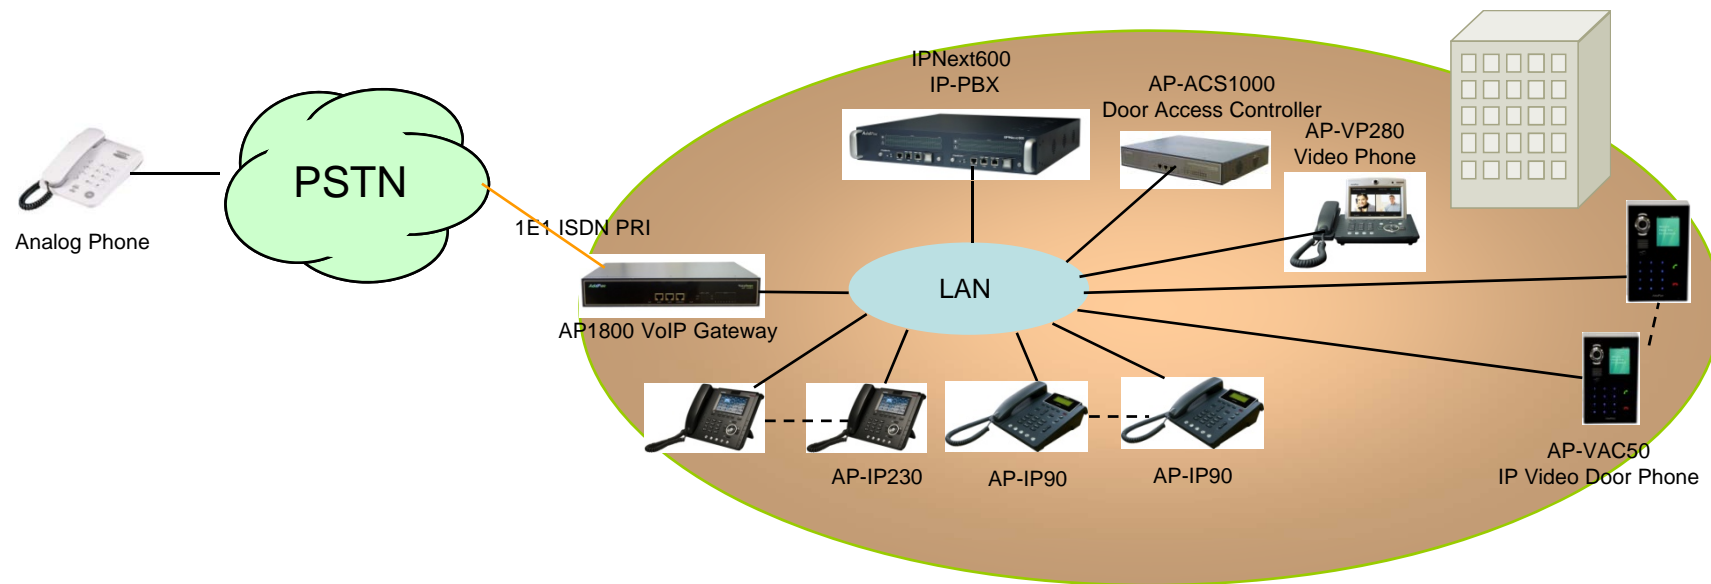 IPNext600
IP-PBX
AP-ACS1000
Door Access Controller
AP-VP280
Video Phone
PSTN
1E1 ISDN PRI
Analog Phone
LAN
AP1800 VoIP Gateway
AP-IP230
AP-IP90
AP-IP90
AP-VAC50
IP Video Door Phone